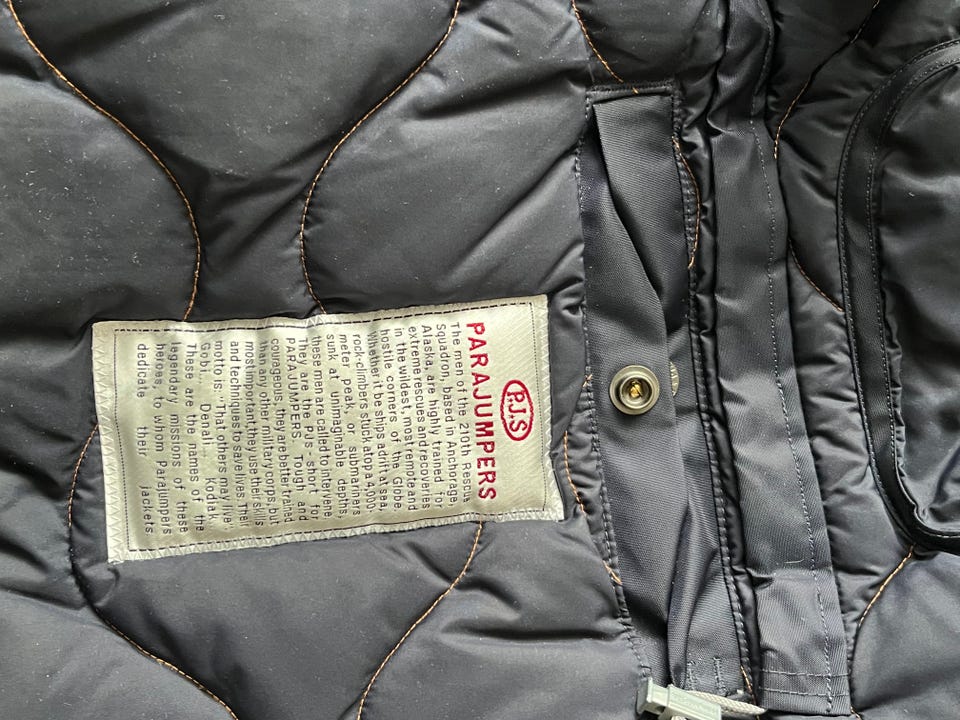 P.J.S
PARAJUMPERS
The men of the 210th Rescue
Squadron, based in Anchorage
Alaska, are highly trained for
extreme rescues and recoveries
in the wildest, most remote and
hostile corners of the Globe.
Whether it be ships adrift at sea,
rock-climbers stuck atop a 4,000-
meter peak, or submariners
sunk at unimaginable depths,
these men are called to intervene.
They are the PJs short for
PARAJUMPERS. Tough and
courageous, they are better trained
than any other military corps, but
most important, they use their skills
and techniques to save lives. Their
motto is: "That others may live".
Gobi... Denali... Kodiak...
These are the names of the
legendary missions of these
heroes, to whom Parajumpers
dedicate their jackets